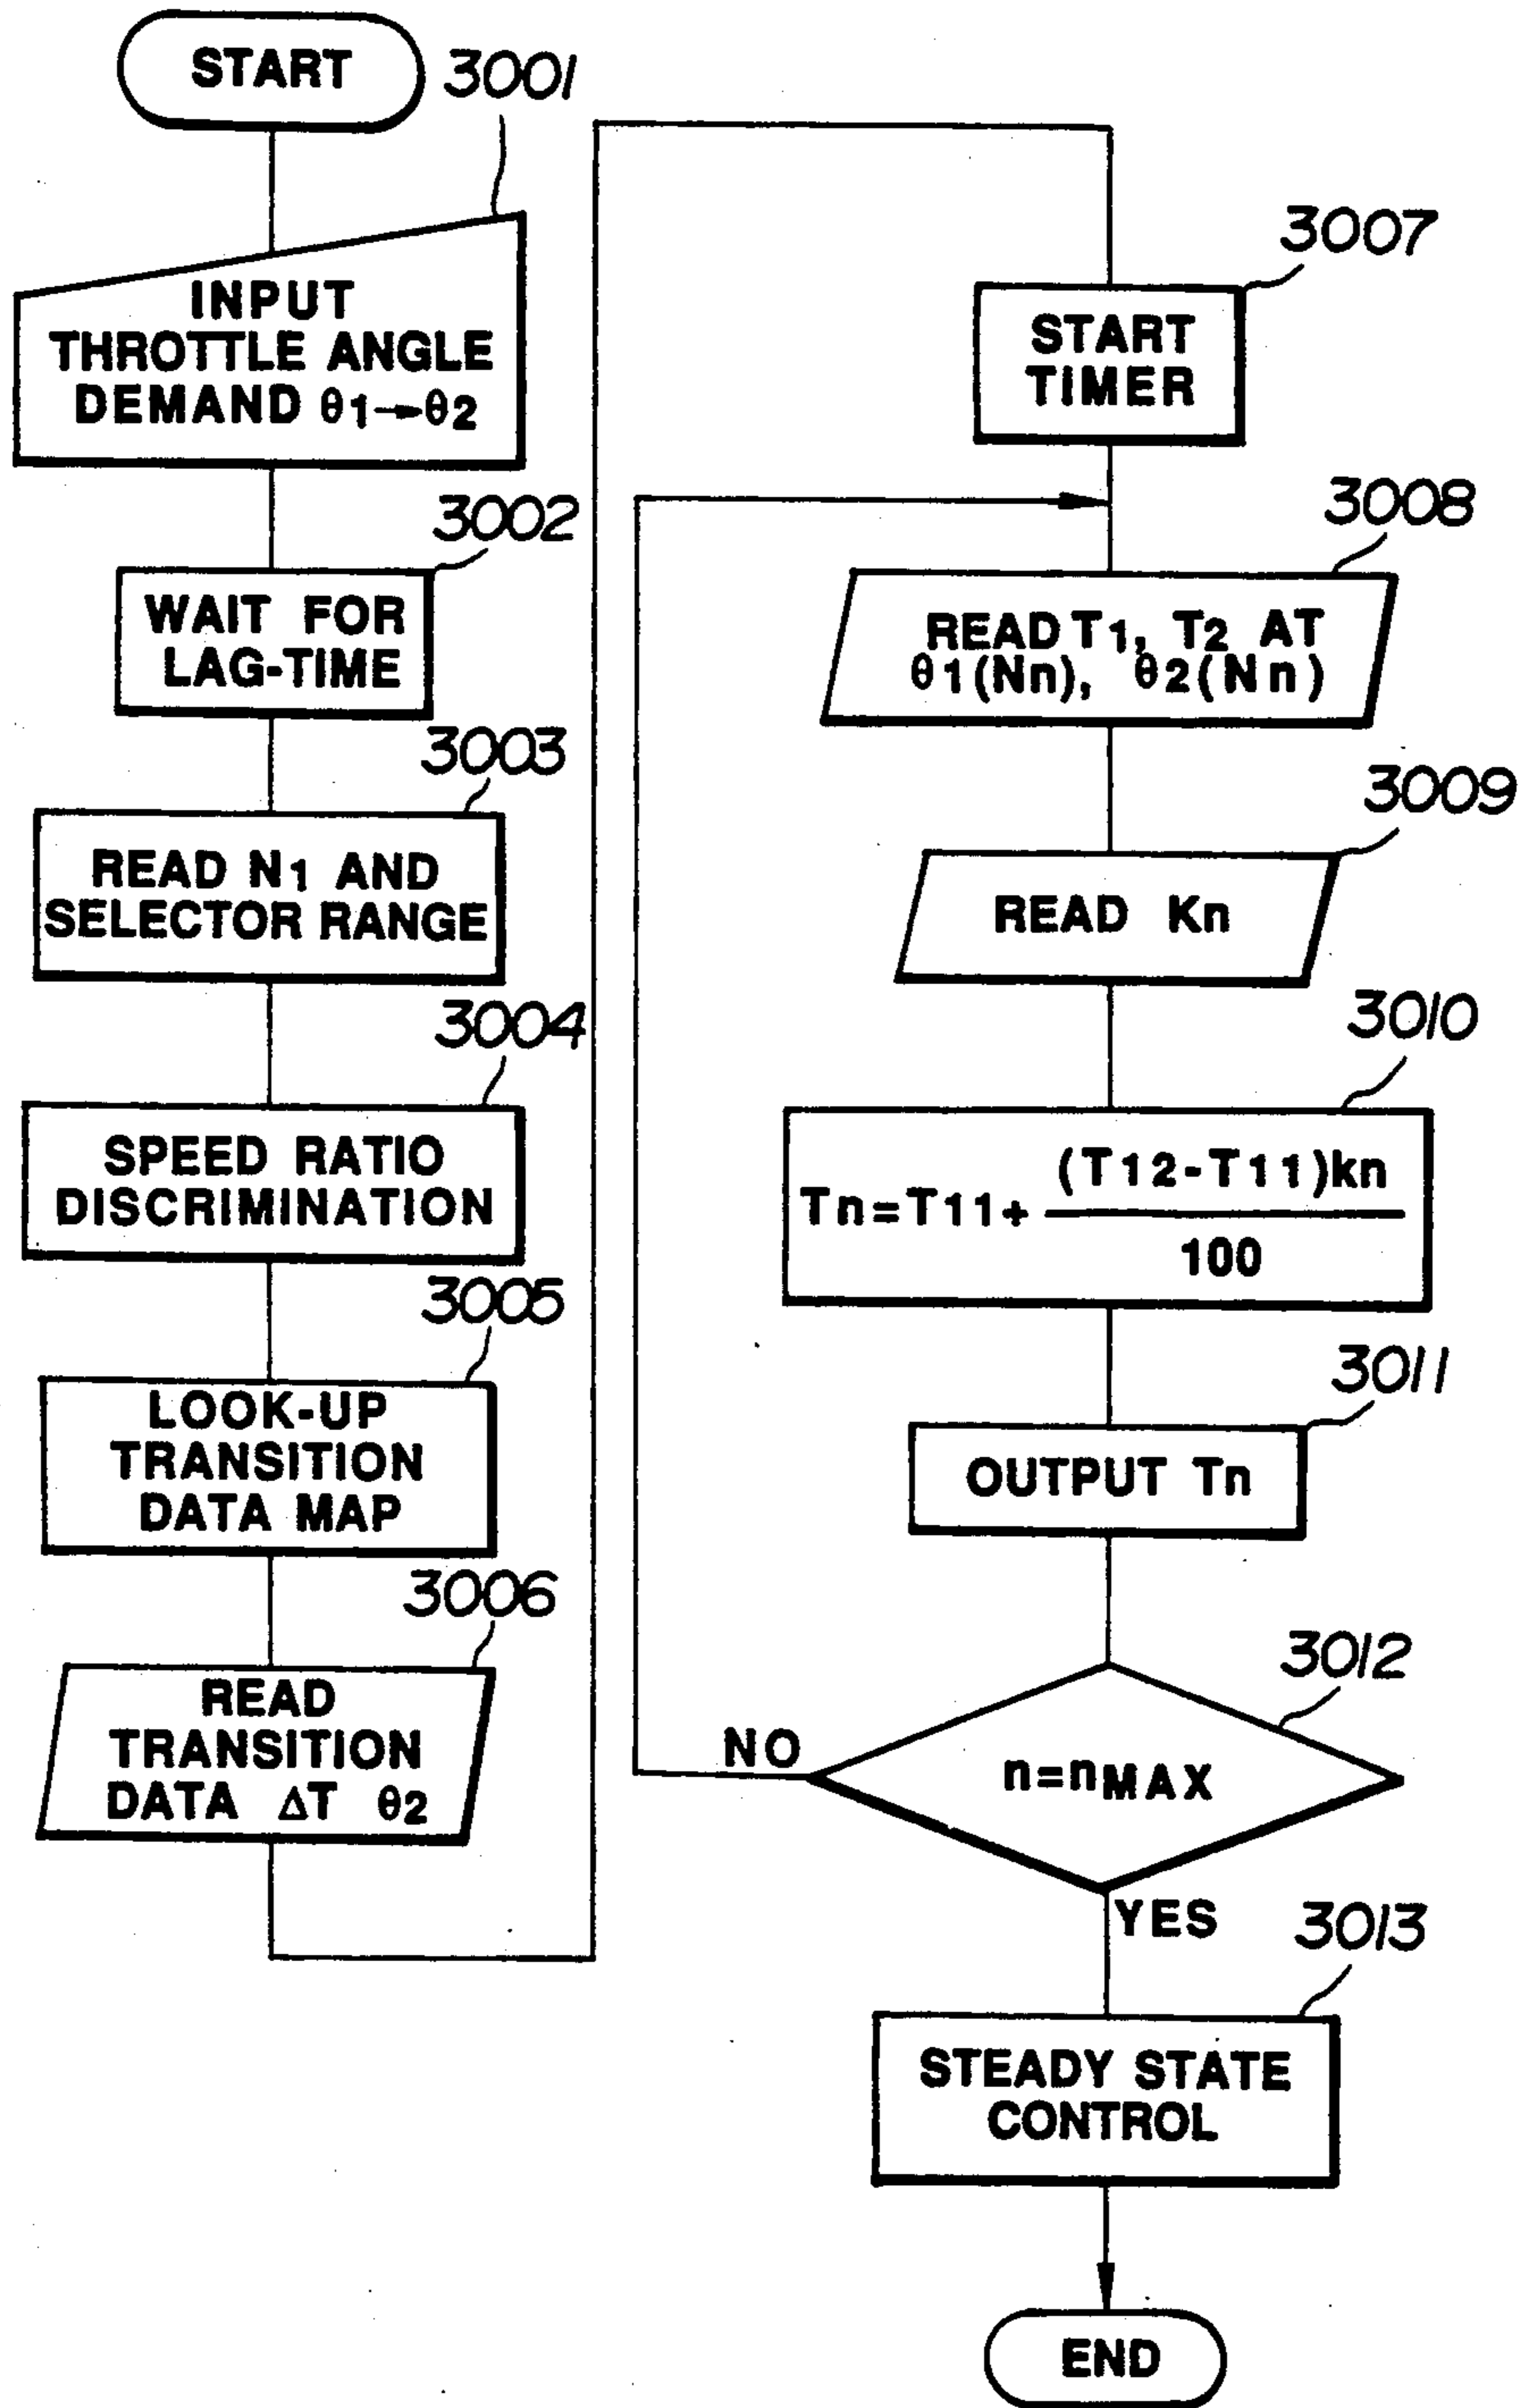 START
3001
INPUT
THROTTLE ANGLE
DEMAND θ1→θ2
3002
WAIT FOR
LAG-TIME
3003
READ N1 AND
SELECTOR RANGE
3004
SPEED RATIO
DISCRIMINATION
3005
LOOK-UP
TRANSITION
DATA MAP
3006
READ
TRANSITION
DATA ΔT θ2
3007
START
TIMER
3008
READ T1, T2 AT
θ1(Nn), θ2(Nn)
3009
READ Kn
3010
Tn=T11+ (T12-T11)kn
100
3011
OUTPUT Tn
3012
NO
n=nMAX
YES
3013
STEADY STATE
CONTROL
END